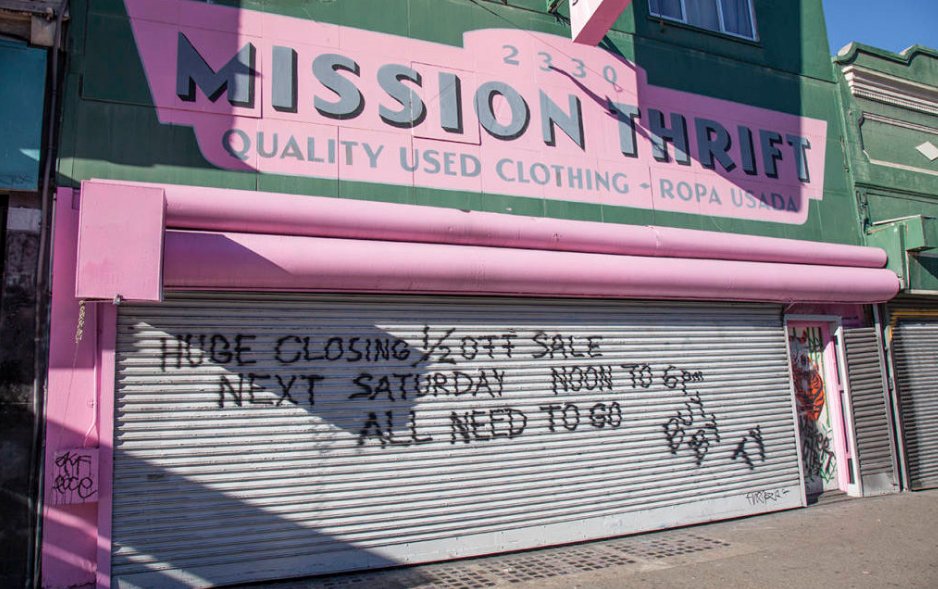 2330
MISSION THRIFT
QUALITY USED CLOTHING • ROPA USADA
HUGE CLOSING 1/2 OFF SALE
NEXT SATURDAY NOON TO 6pm
ALL NEED TO GO